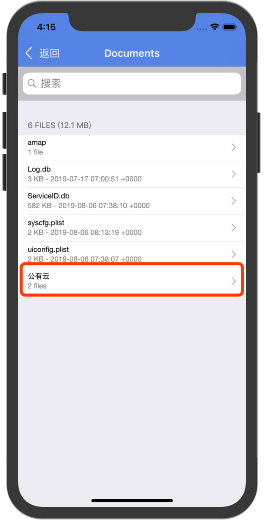 4:15
返回
Documents
搜索
6 FILES (12.1 MB)
amap
1 file
Log.db
3 KB - 2019-07-17 07:00:51 +0000
ServiceID.db
582 KB - 2019-08-06 07:38:10 +0000
syscfg.plist
2 KB - 2019-08-06 08:13:19 +0000
uiconfig.plist
2 KB - 2019-08-06 07:38:07 +0000
公有云
2 files